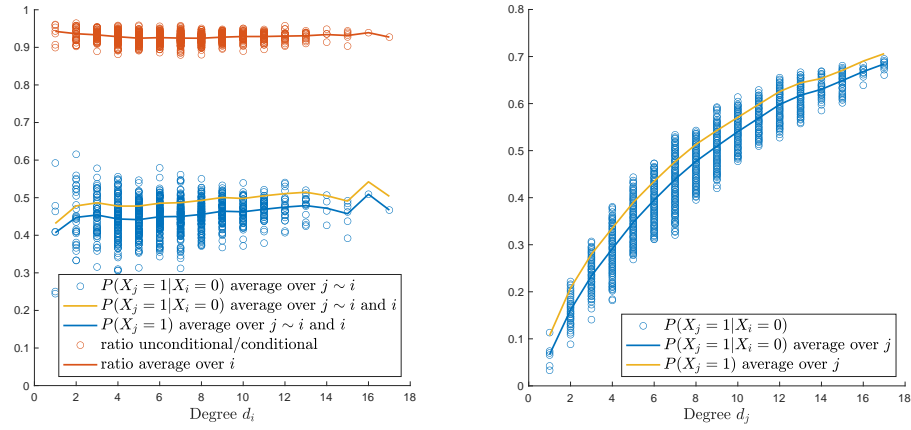 1
0.9
0.8
0.7
0.6
0.5
0.4
0.3
0.2
0.1
0
0 2 4 6 8 10 12 14 16 18
Degree d_i
P(X_j = 1|X_i = 0) average over j ∼ i
P(X_j = 1|X_i = 0) average over j ∼ i and i
P(X_j = 1) average over j ∼ i and i
ratio unconditional/conditional
ratio average over i
0.8
0.7
0.6
0.5
0.4
0.3
0.2
0.1
0
0 2 4 6 8 10 12 14 16 18
Degree d_j
P(X_j = 1|X_i = 0)
P(X_j = 1|X_i = 0) average over j
P(X_j = 1) average over j